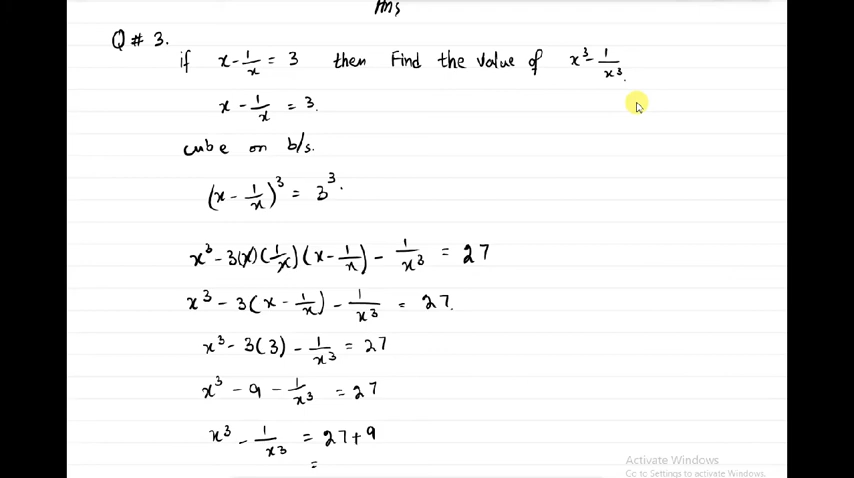 Ans
Q # 3.
if x - 1/x = 3 then Find the value of x³ - 1/x³.
x - 1/x = 3.
cube on b/s.
(x - 1/x)³ = 3³.
x³ - 3(x)(1/x)(x - 1/x) - 1/x³ = 27
x³ - 3(x - 1/x) - 1/x³ = 27.
x³ - 3(3) - 1/x³ = 27
x³ - 9 - 1/x³ = 27
x³ - 1/x³ = 27+9
=
Activate Windows
Go to Settings to activate Windows.